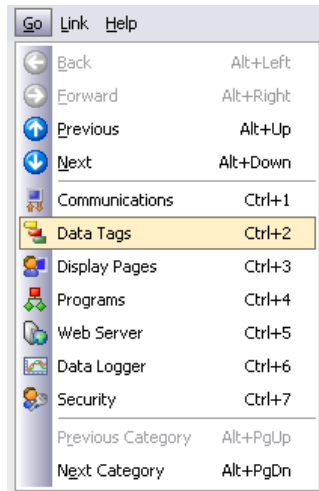 Go Link Help
Back Alt+Left
Forward Alt+Right
Previous Alt+Up
Next Alt+Down
Communications Ctrl+1
Data Tags Ctrl+2
Display Pages Ctrl+3
Programs Ctrl+4
Web Server Ctrl+5
Data Logger Ctrl+6
Security Ctrl+7
Previous Category Alt+PgUp
Next Category Alt+PgDn